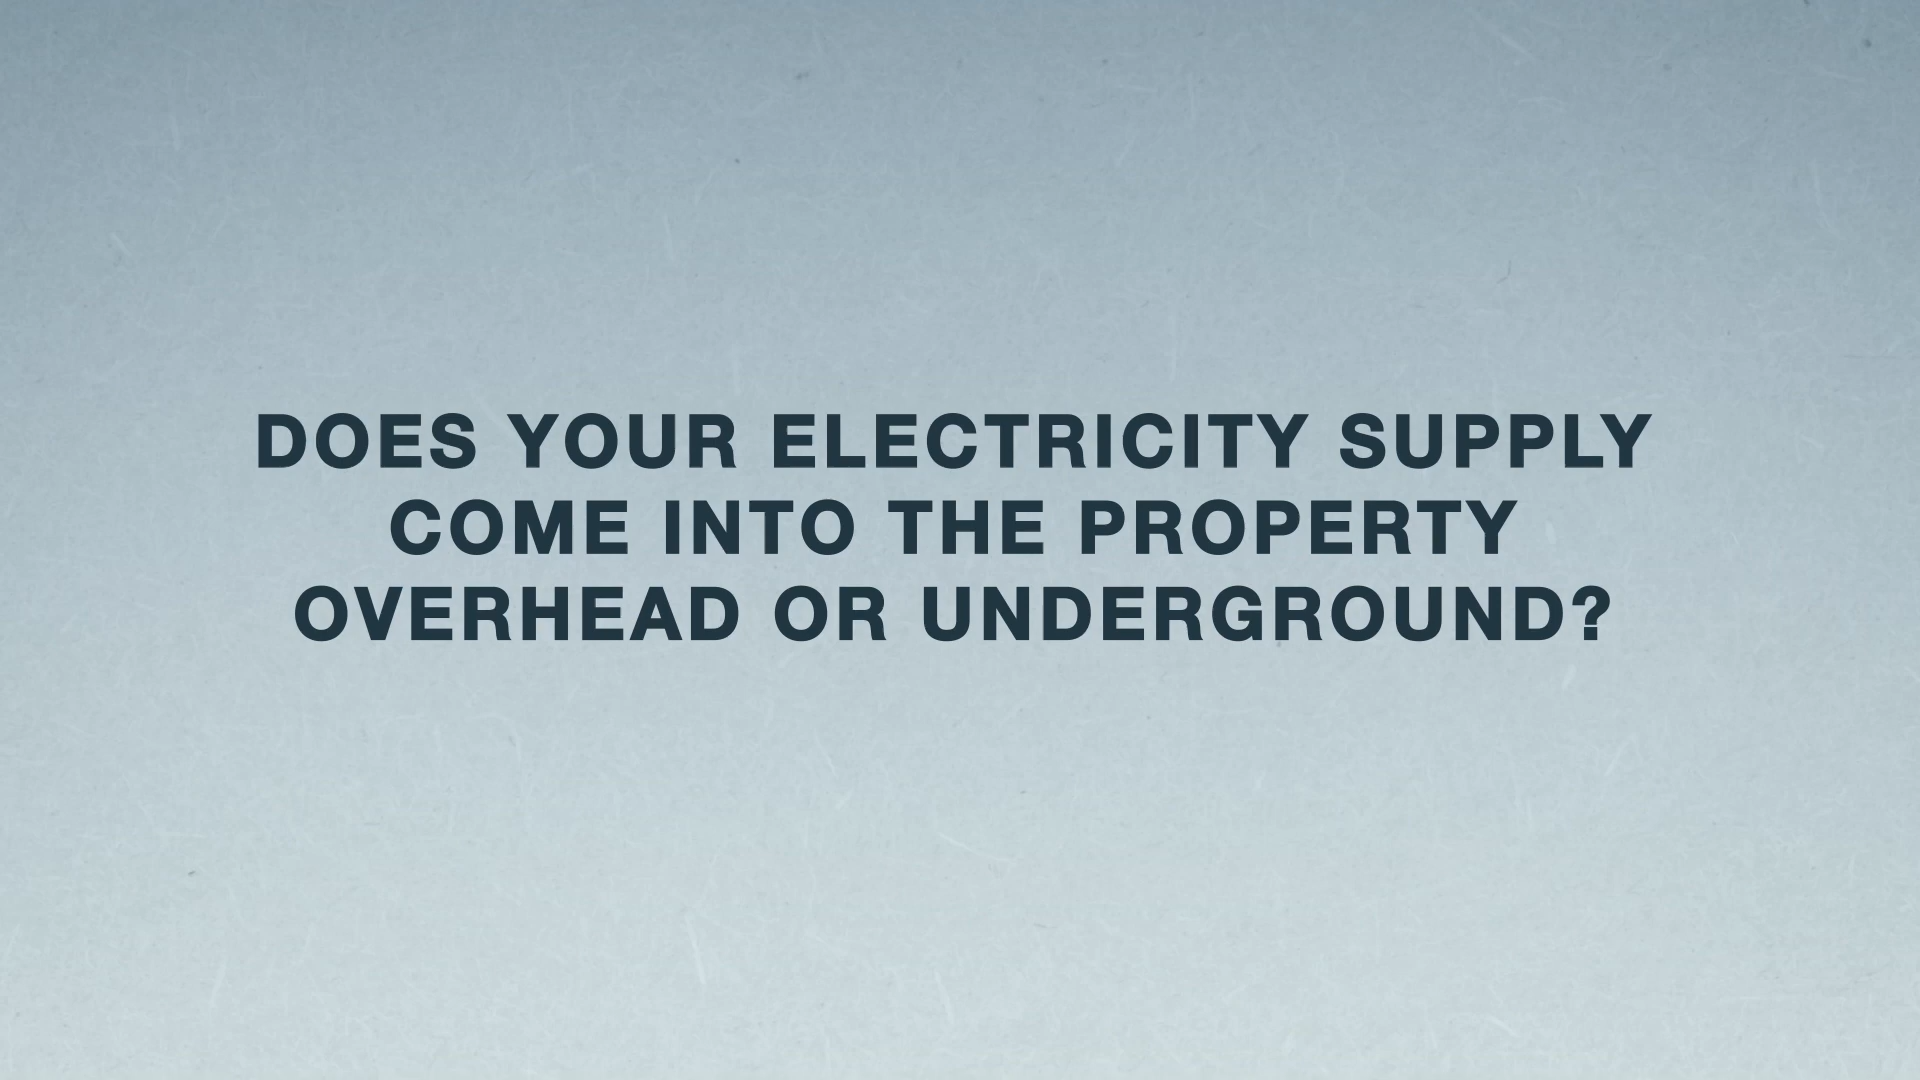 DOES YOUR ELECTRICITY SUPPLY
COME INTO THE PROPERTY
OVERHEAD OR UNDERGROUND?